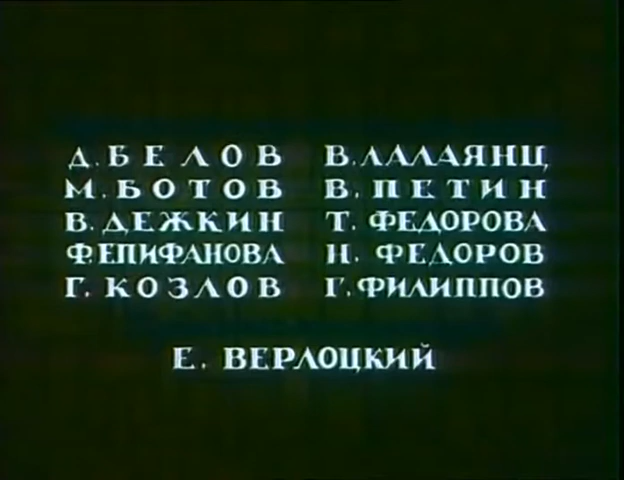 Д. БЕЛОВ
М. БОТОВ
В. ДЕЖКИН
Ф. ЕПИФАНОВА
Г. КОЗЛОВ
В. ЛАЛАЯНЦ
В. ПЕТИН
Т. ФЕДОРОВА
Н. ФЕДОРОВ
Г. ФИЛИППОВ
Е. ВЕРЛОЦКИЙ